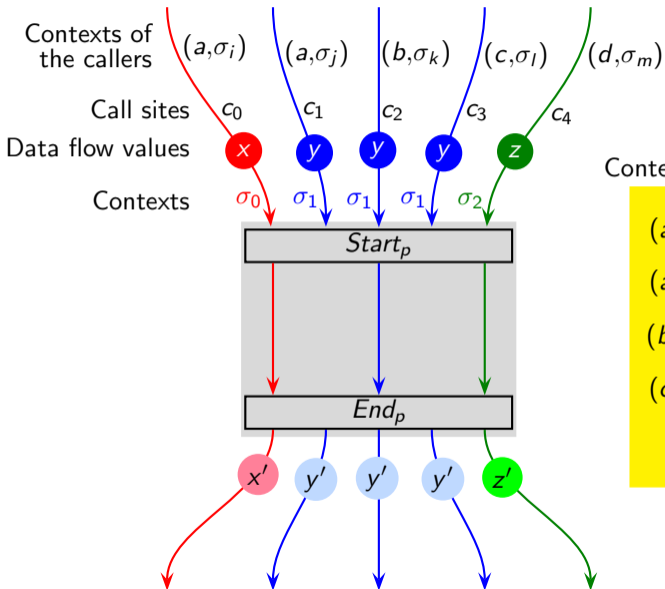 Contexts of
the callers
(a,σᵢ) (a,σⱼ) (b,σₖ) (c,σₗ) (d,σₘ)
Call sites c₀ c₁ c₂ c₃ c₄
Data flow values x y y y z
Conte
Contexts σ₀ σ₁ σ₁ σ₁ σ₂
(a
Startₚ
(a
(b
(c
Endₚ
x′ y′ y′ y′ z′